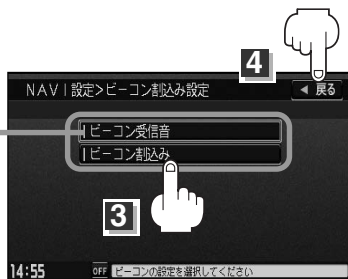 4
NAVI設定>ビーコン割込み設定
◀ 戻る
ビーコン受信音
ビーコン割込み
3
14:55 OFF ビーコンの設定を選択してください